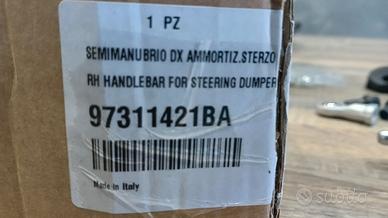 1 PZ
SEMIMANUBRIO DX AMMORTIZ.STERZO
RH HANDLEBAR FOR STEERING DUMPER
97311421BA
Made in Italy
subito